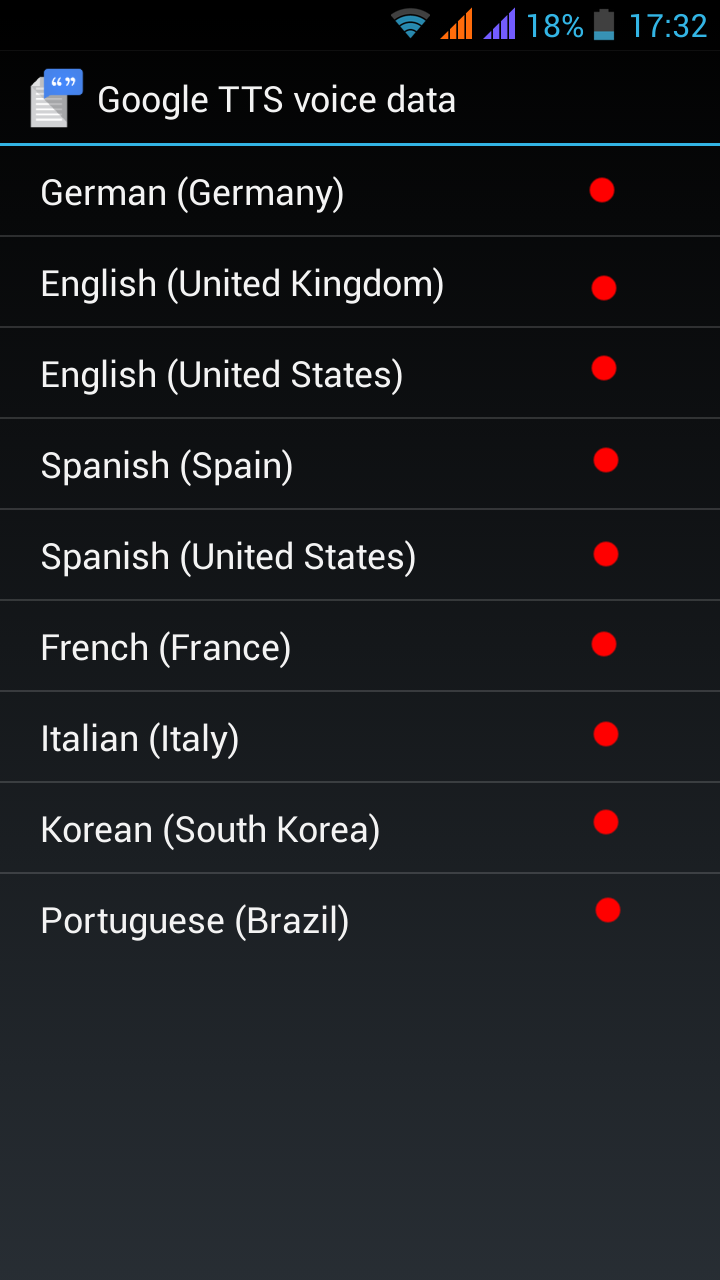 18% 17:32
Google TTS voice data
German (Germany)
English (United Kingdom)
English (United States)
Spanish (Spain)
Spanish (United States)
French (France)
Italian (Italy)
Korean (South Korea)
Portuguese (Brazil)